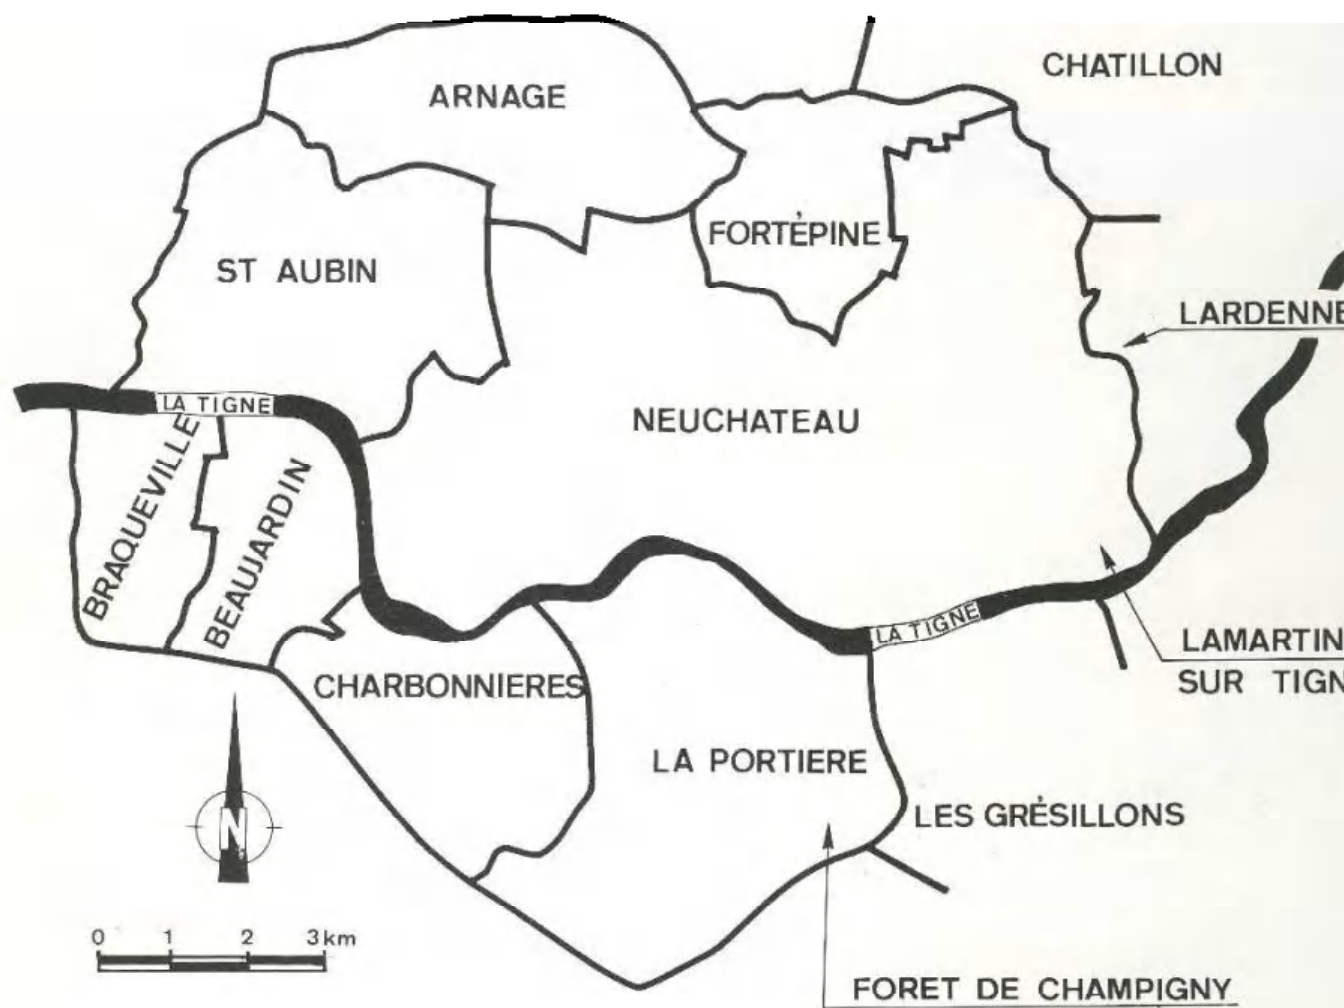 CHATILLON
ARNAGE
FORTÉPINE
ST AUBIN
LARDENNE
LA TIGNE
NEUCHATEAU
BRAQUEVILLE
BEAUJARDIN
LA TIGNE
LAMARTIN
SUR TIGN
CHARBONNIERES
LA PORTIERE
LES GRÉSILLONS
N
0 1 2 3 km
FORET DE CHAMPIGNY